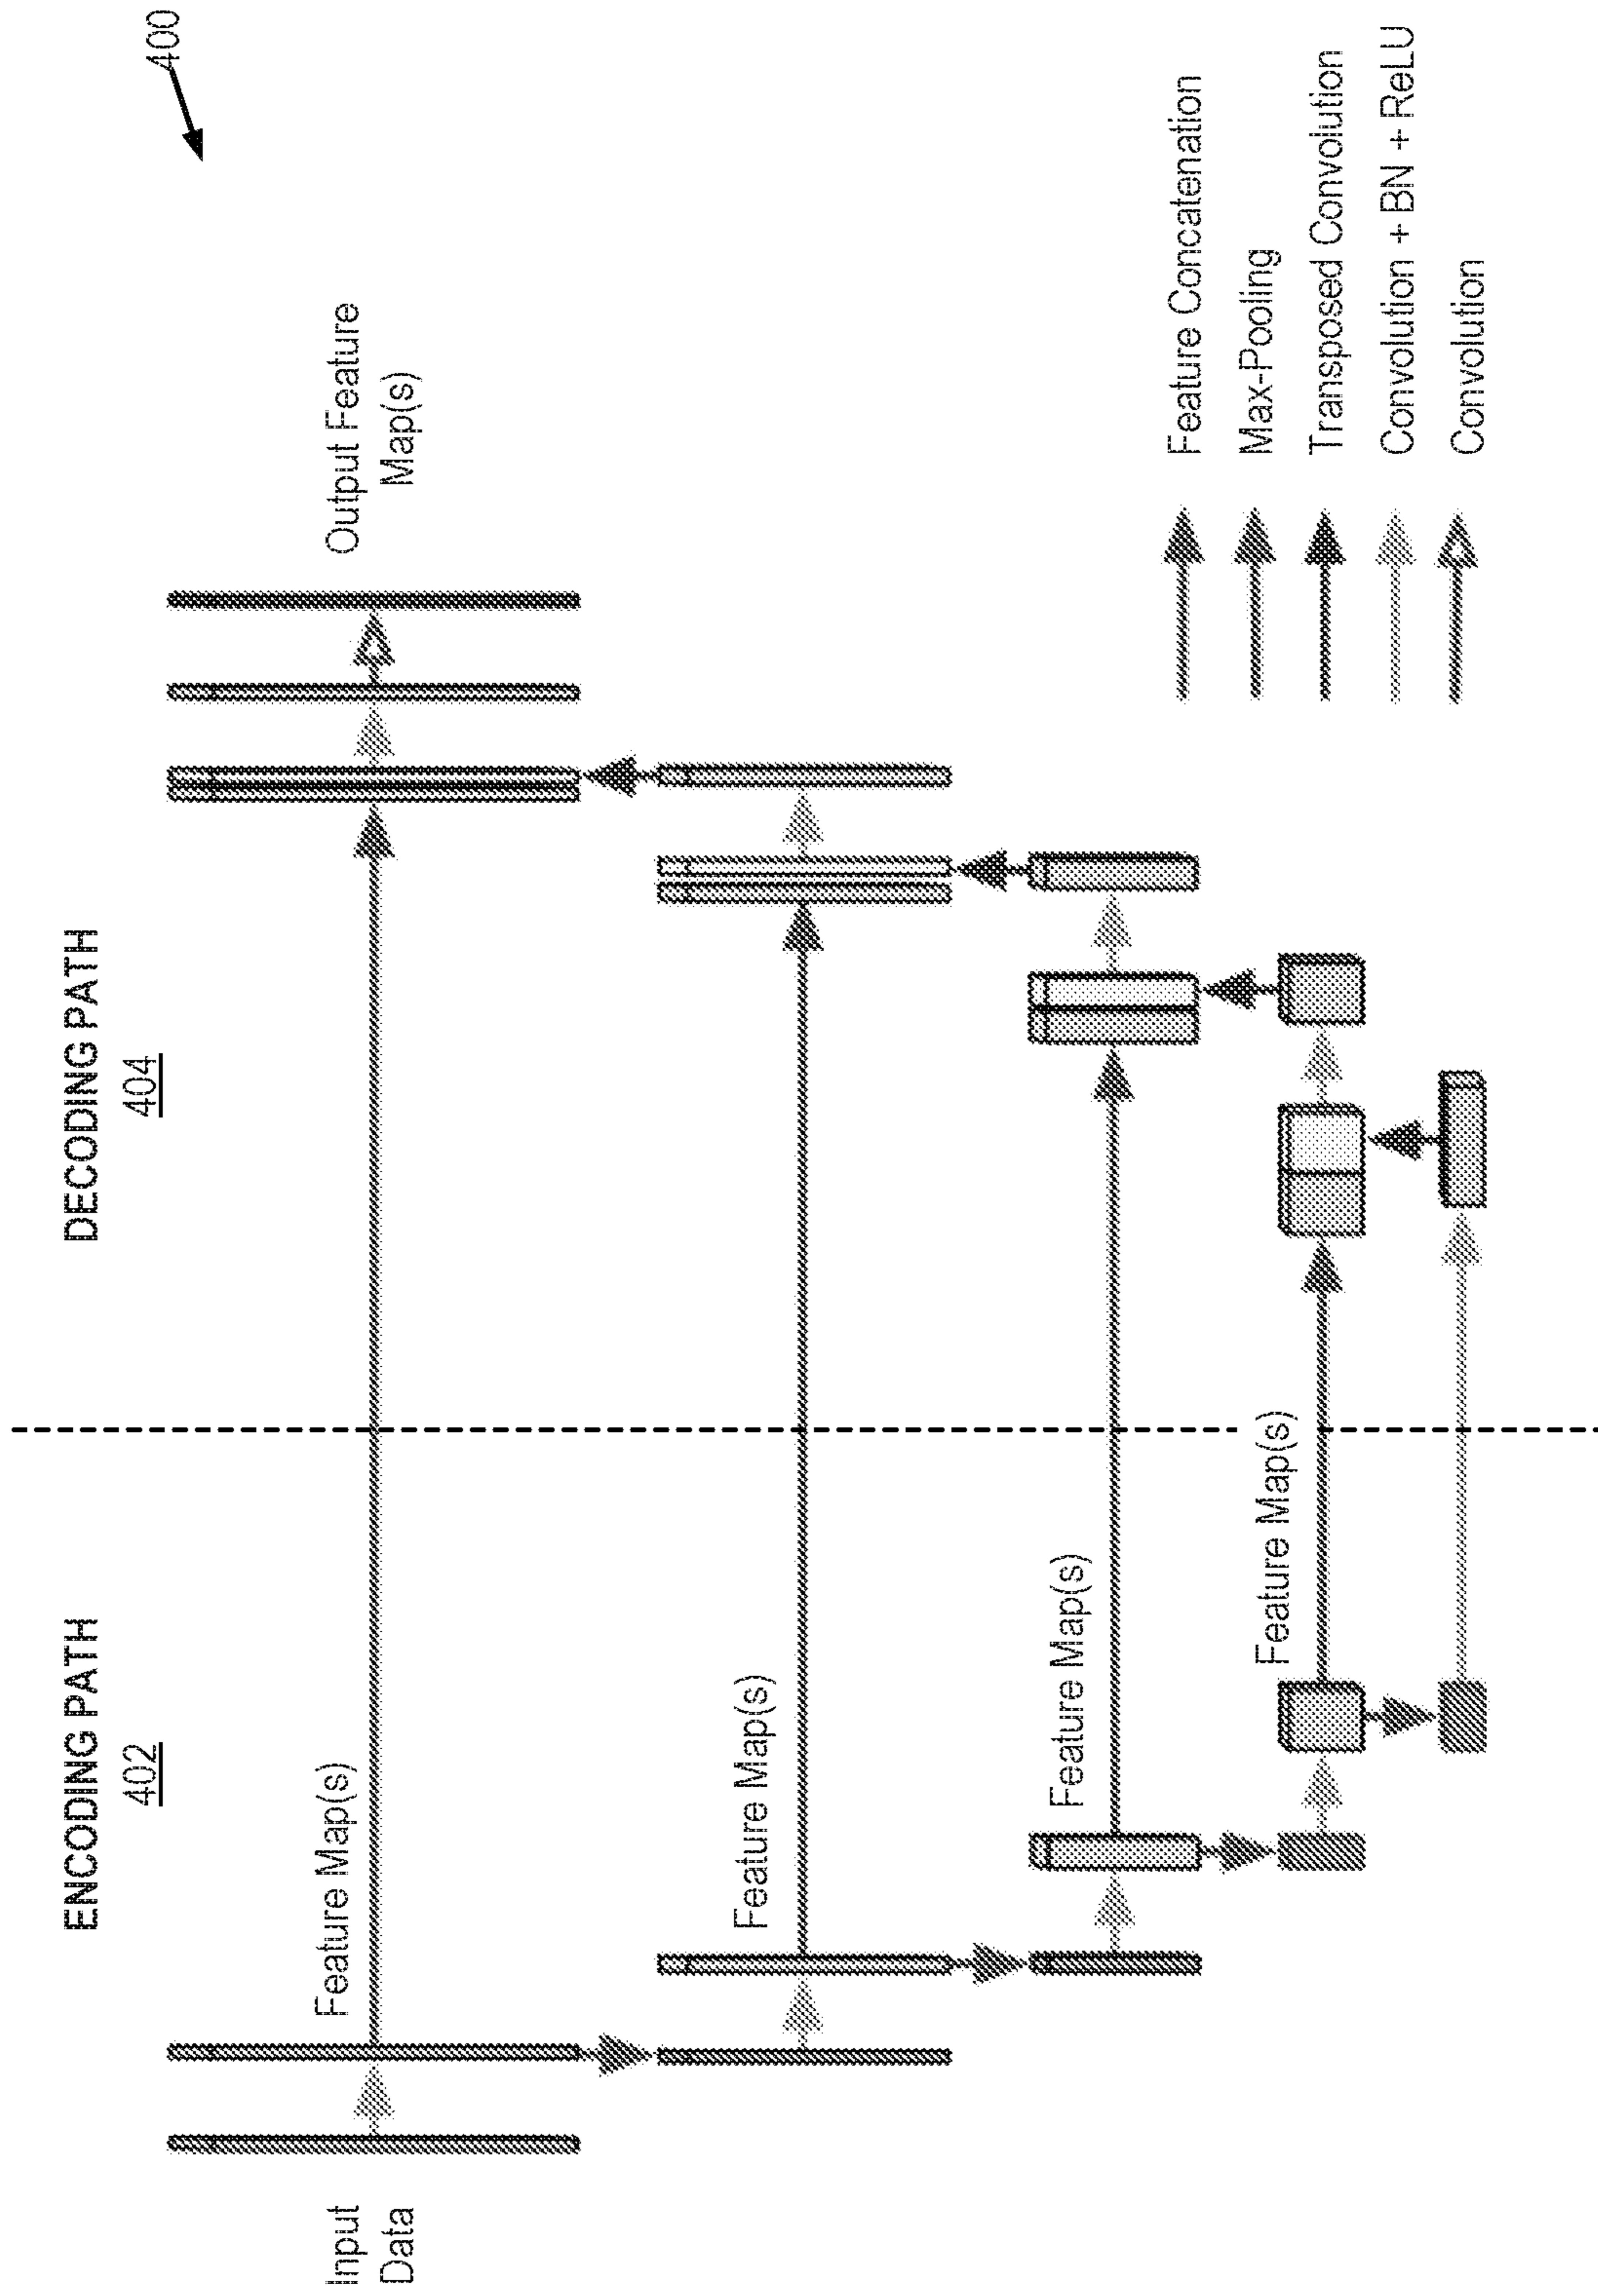 400
ENCODING PATH
402
DECODING PATH
404
Input
Data
Feature Map(s)
Output Feature
Map(s)
Feature Map(s)
Feature Map(s)
Feature Map(s)
Feature Concatenation
Max-Pooling
Transposed Convolution
Convolution + BN + ReLU
Convolution